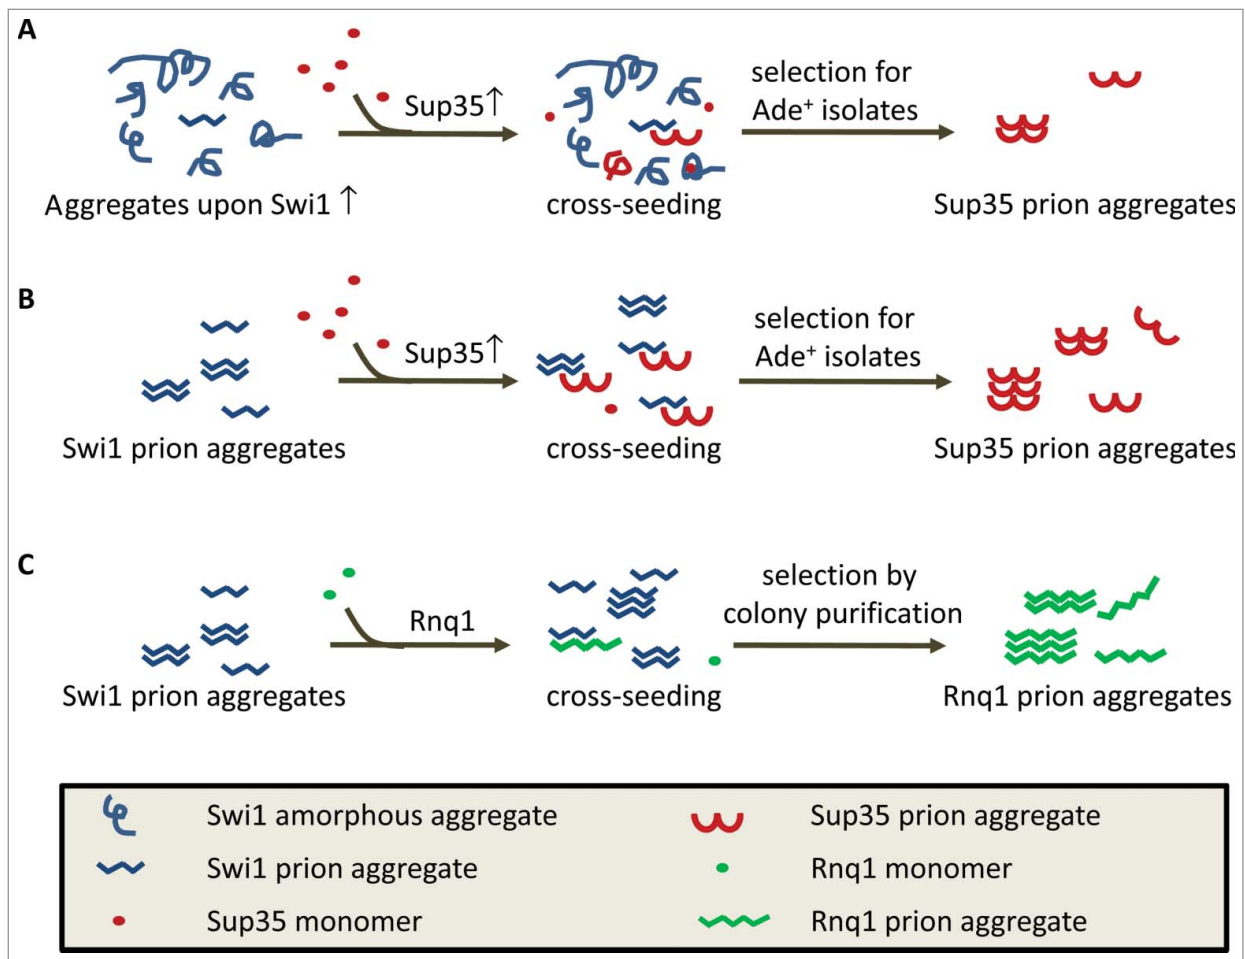 A
Sup35↑
selection for
Ade⁺ isolates
Aggregates upon Swi1 ↑
cross-seeding
Sup35 prion aggregates
B
Sup35↑
selection for
Ade⁺ isolates
Swi1 prion aggregates
cross-seeding
Sup35 prion aggregates
C
Rnq1
selection by
colony purification
Swi1 prion aggregates
cross-seeding
Rnq1 prion aggregates
Swi1 amorphous aggregate
Swi1 prion aggregate
Sup35 monomer
Sup35 prion aggregate
Rnq1 monomer
Rnq1 prion aggregate